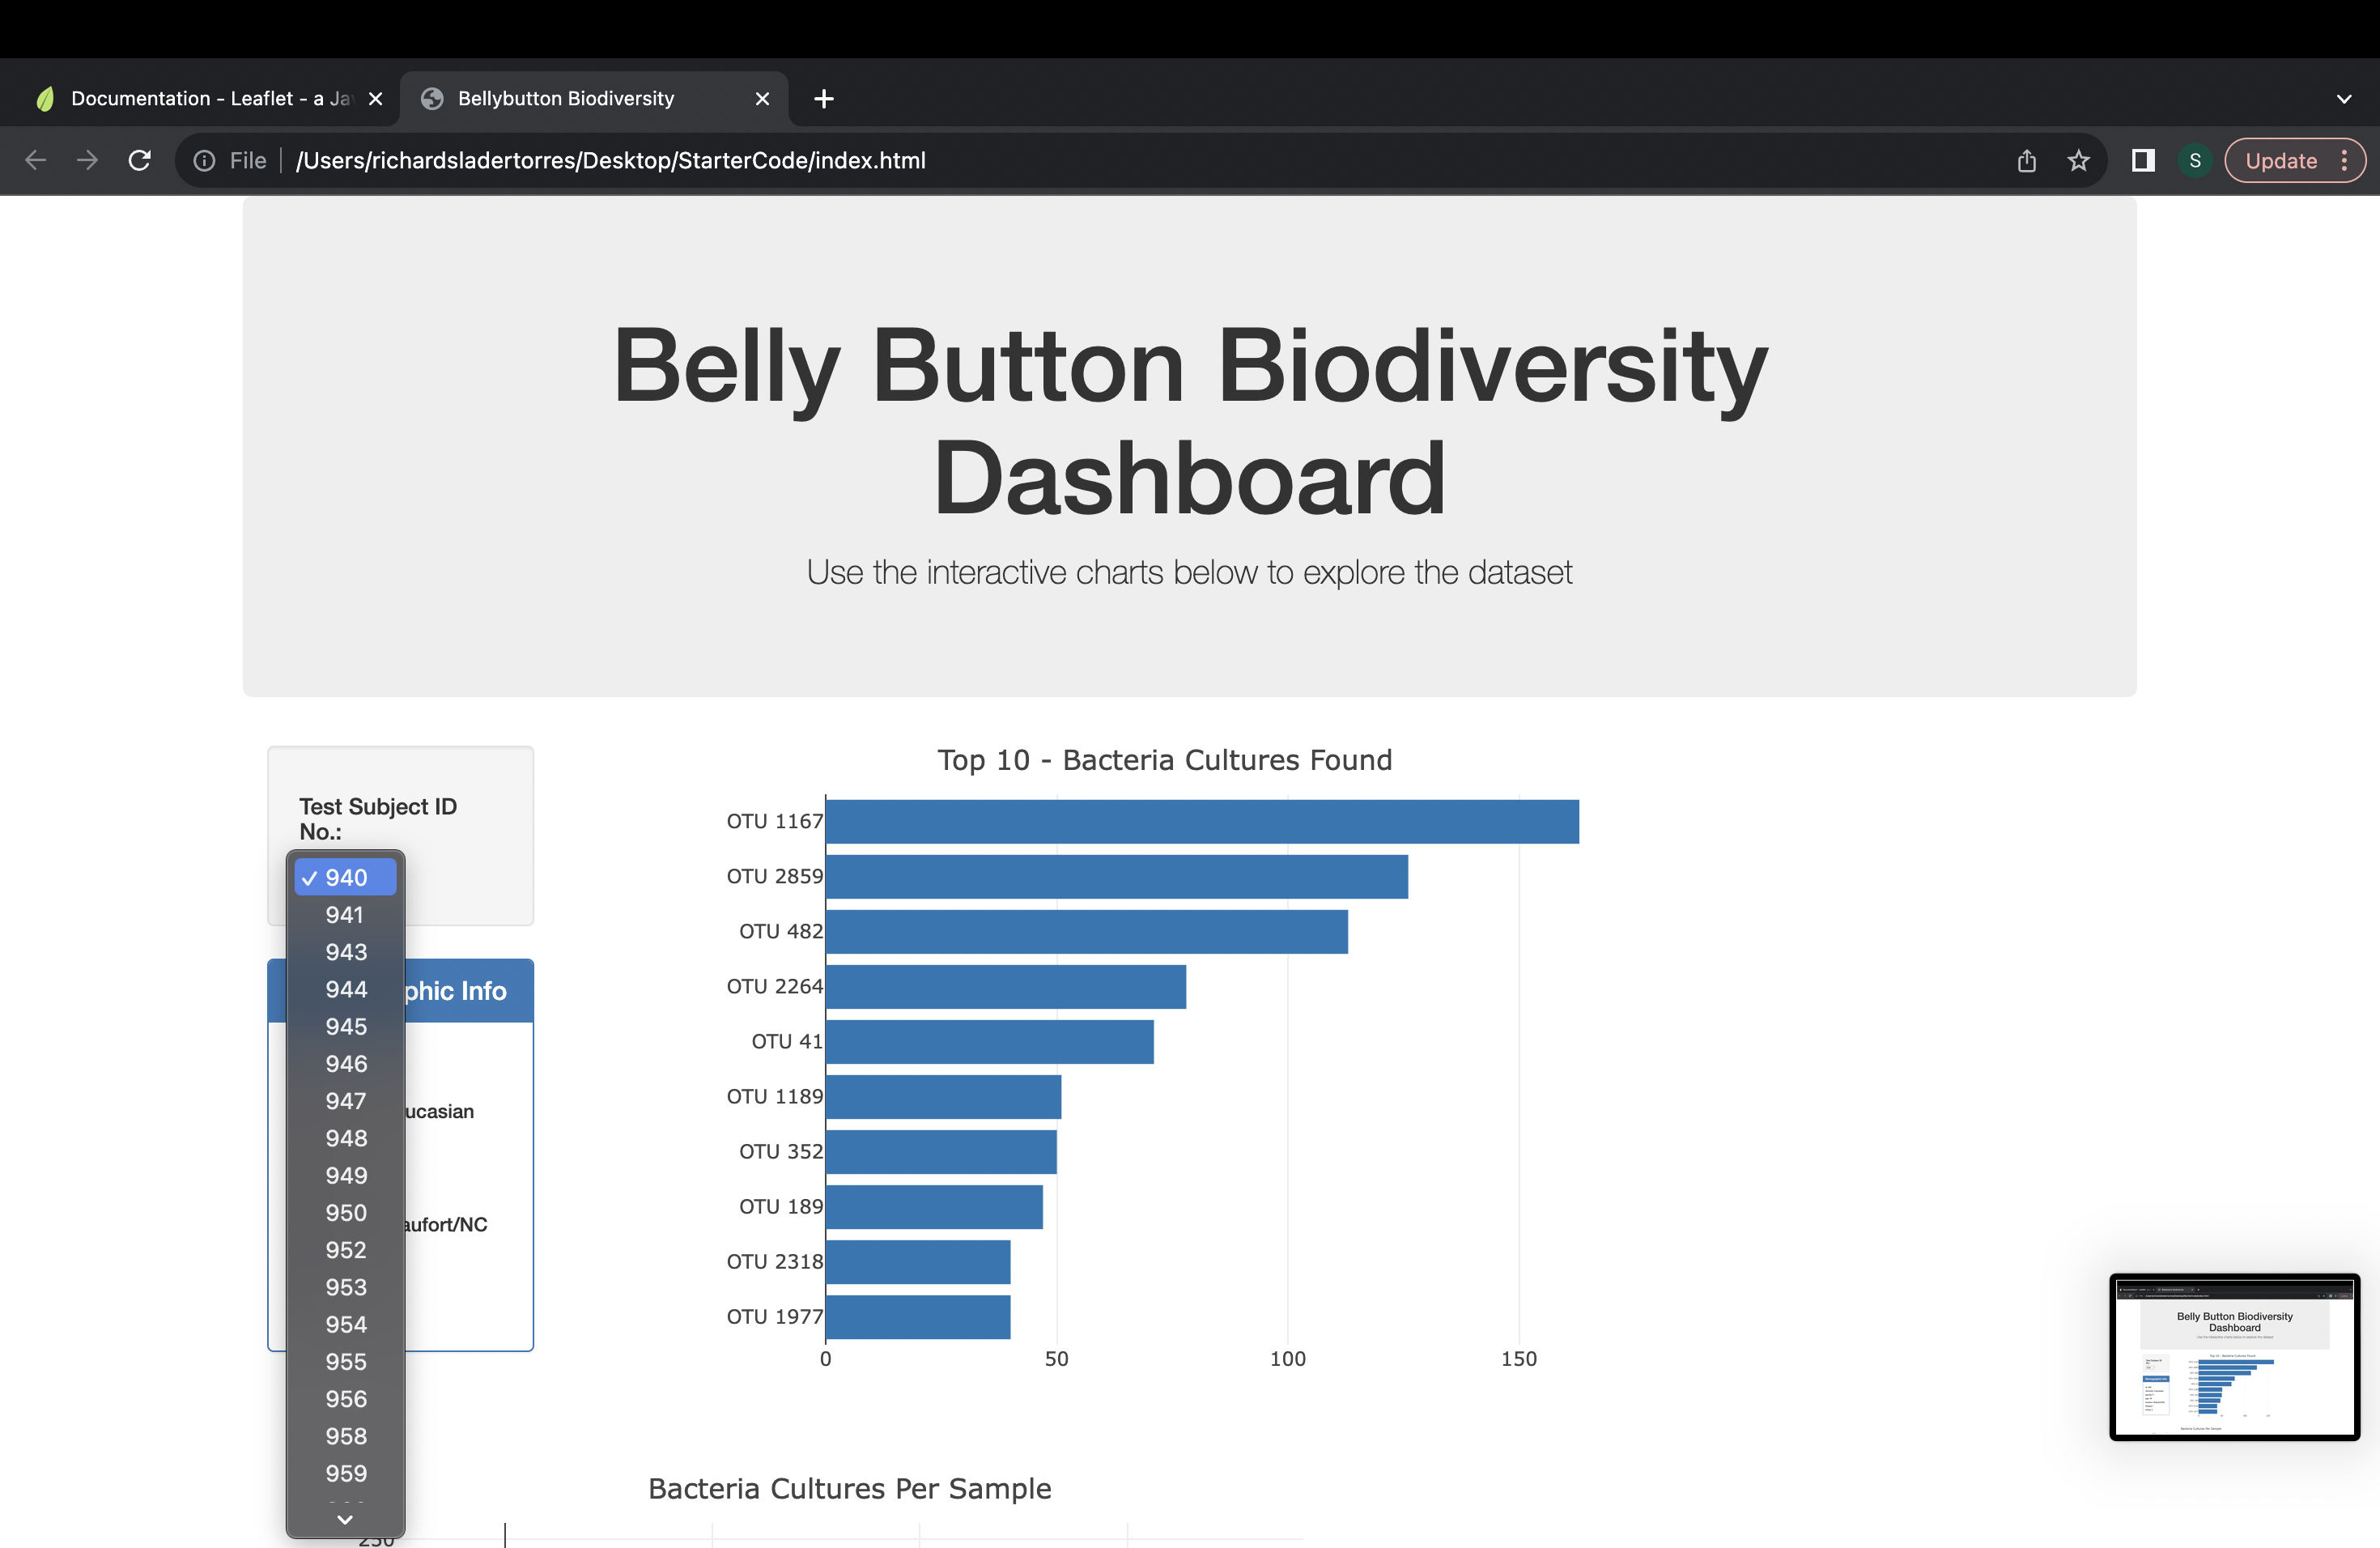 Documentation - Leaflet - a Ja
Bellybutton Biodiversity
File
/Users/richardsladertorres/Desktop/StarterCode/index.html
S
Update
Belly Button Biodiversity
Dashboard
Use the interactive charts below to explore the dataset
Test Subject ID
No.:
940
941
943
944
945
946
947
948
949
950
952
953
954
955
956
958
959
phic Info
ucasian
aufort/NC
Top 10 - Bacteria Cultures Found
OTU 1167
OTU 2859
OTU 482
OTU 2264
OTU 41
OTU 1189
OTU 352
OTU 189
OTU 2318
OTU 1977
0 50 100 150
Bacteria Cultures Per Sample
250
Belly Button Biodiversity
Dashboard